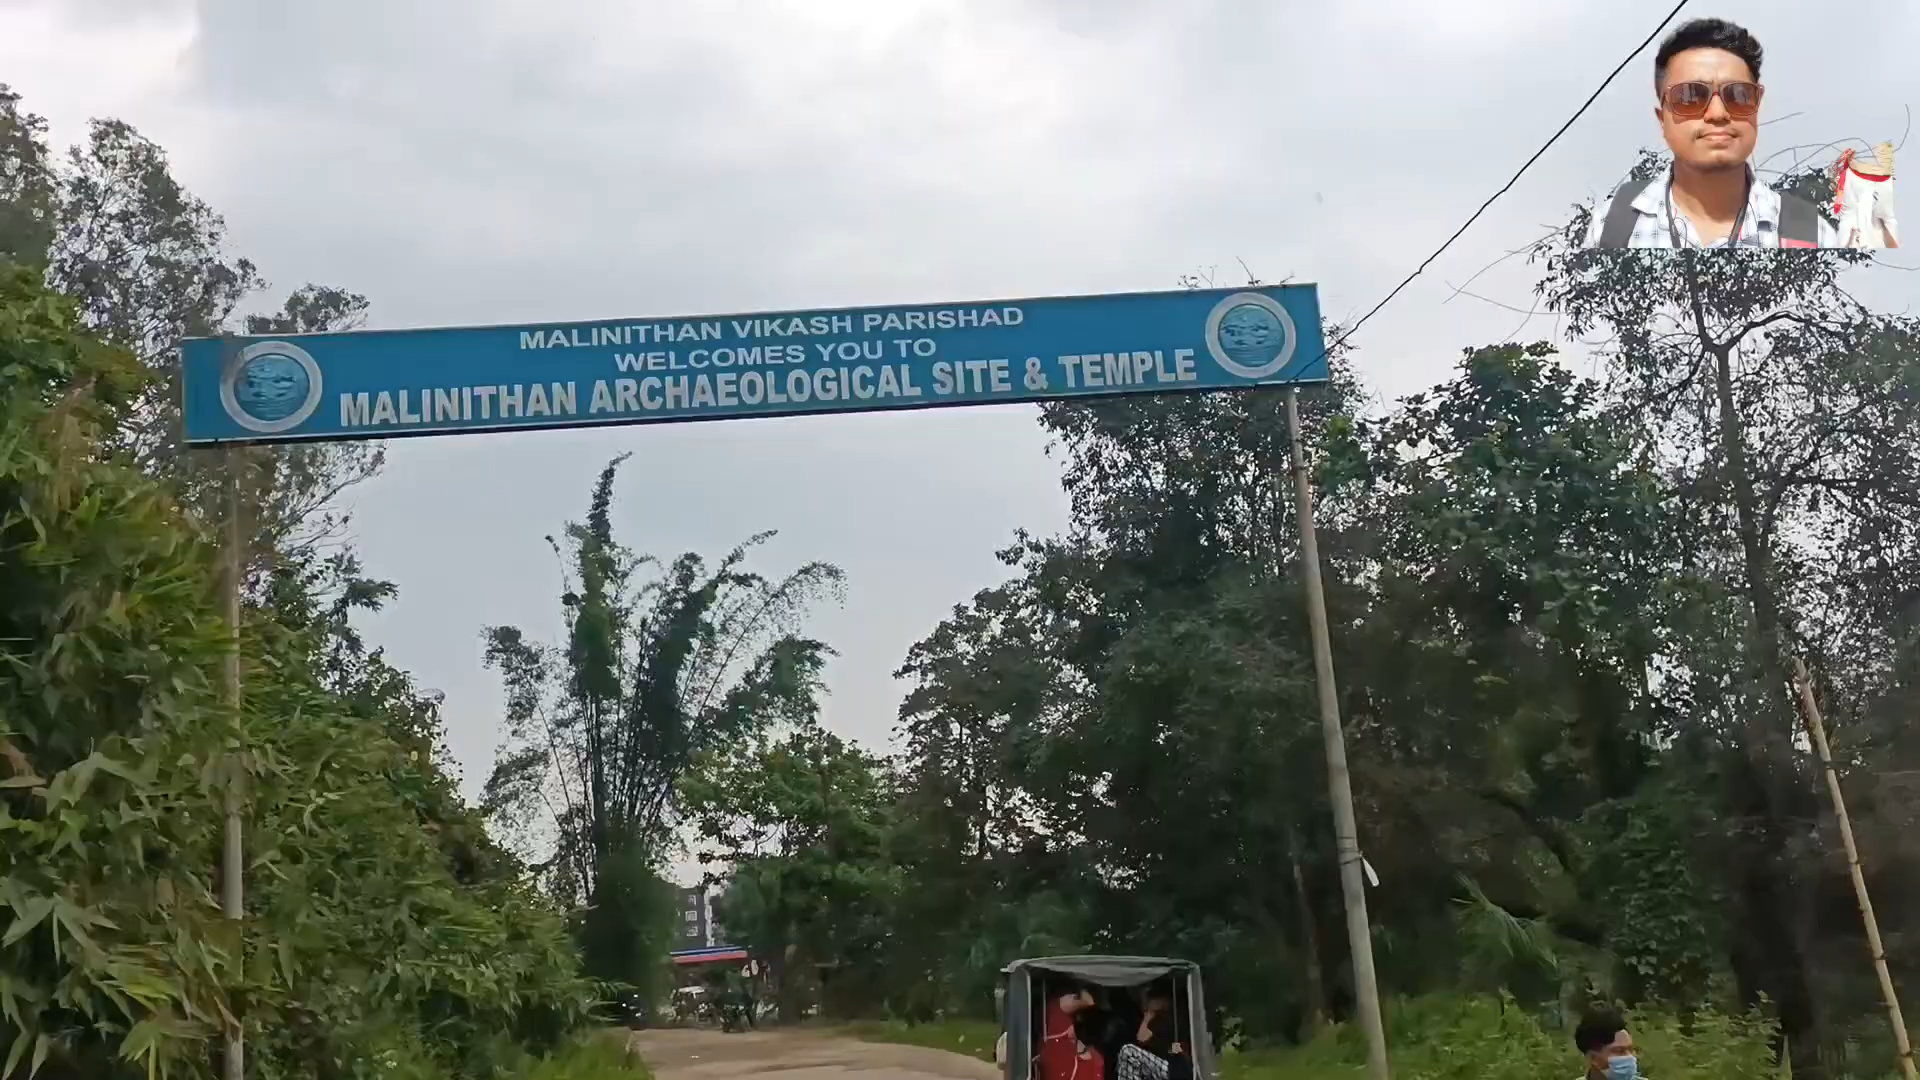 MALINITHAN VIKASH PARISHAD
WELCOMES YOU TO
MALINITHAN ARCHAEOLOGICAL SITE & TEMPLE